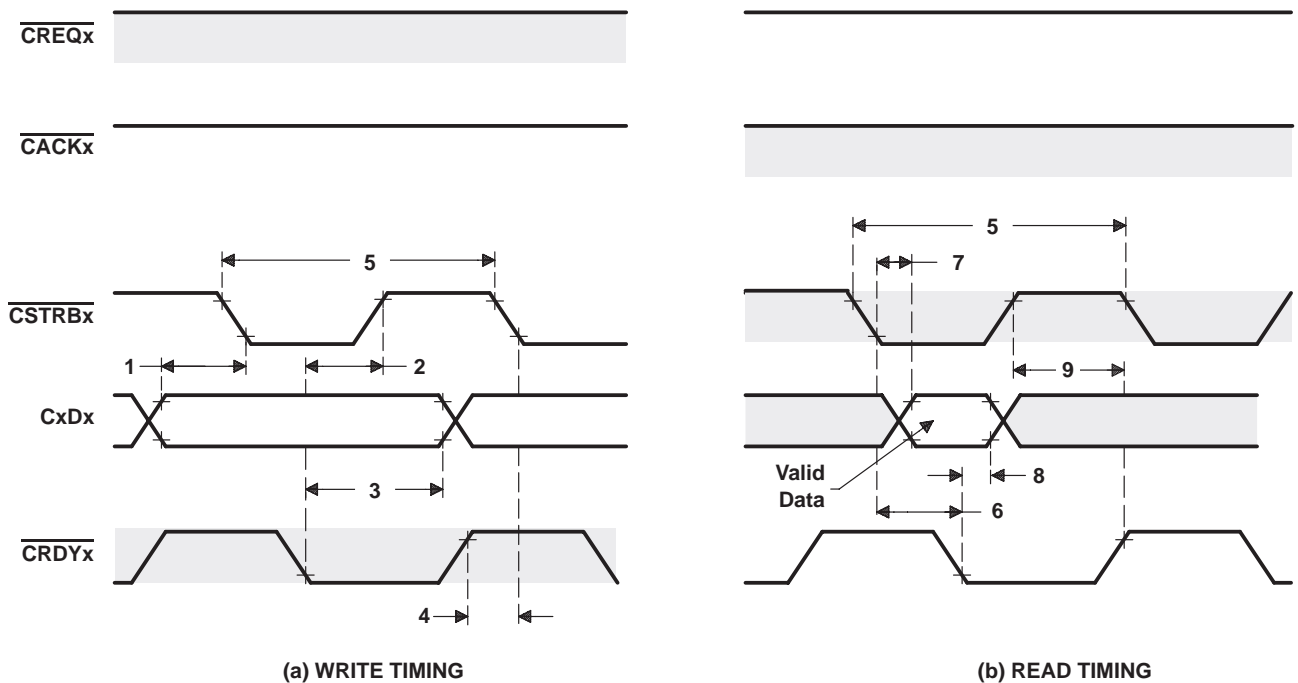 CREQx
CACKx
5
5
7
CSTRBx
1
2
9
CxDx
Valid
Data
3
8
6
CRDYx
4
(a) WRITE TIMING
(b) READ TIMING